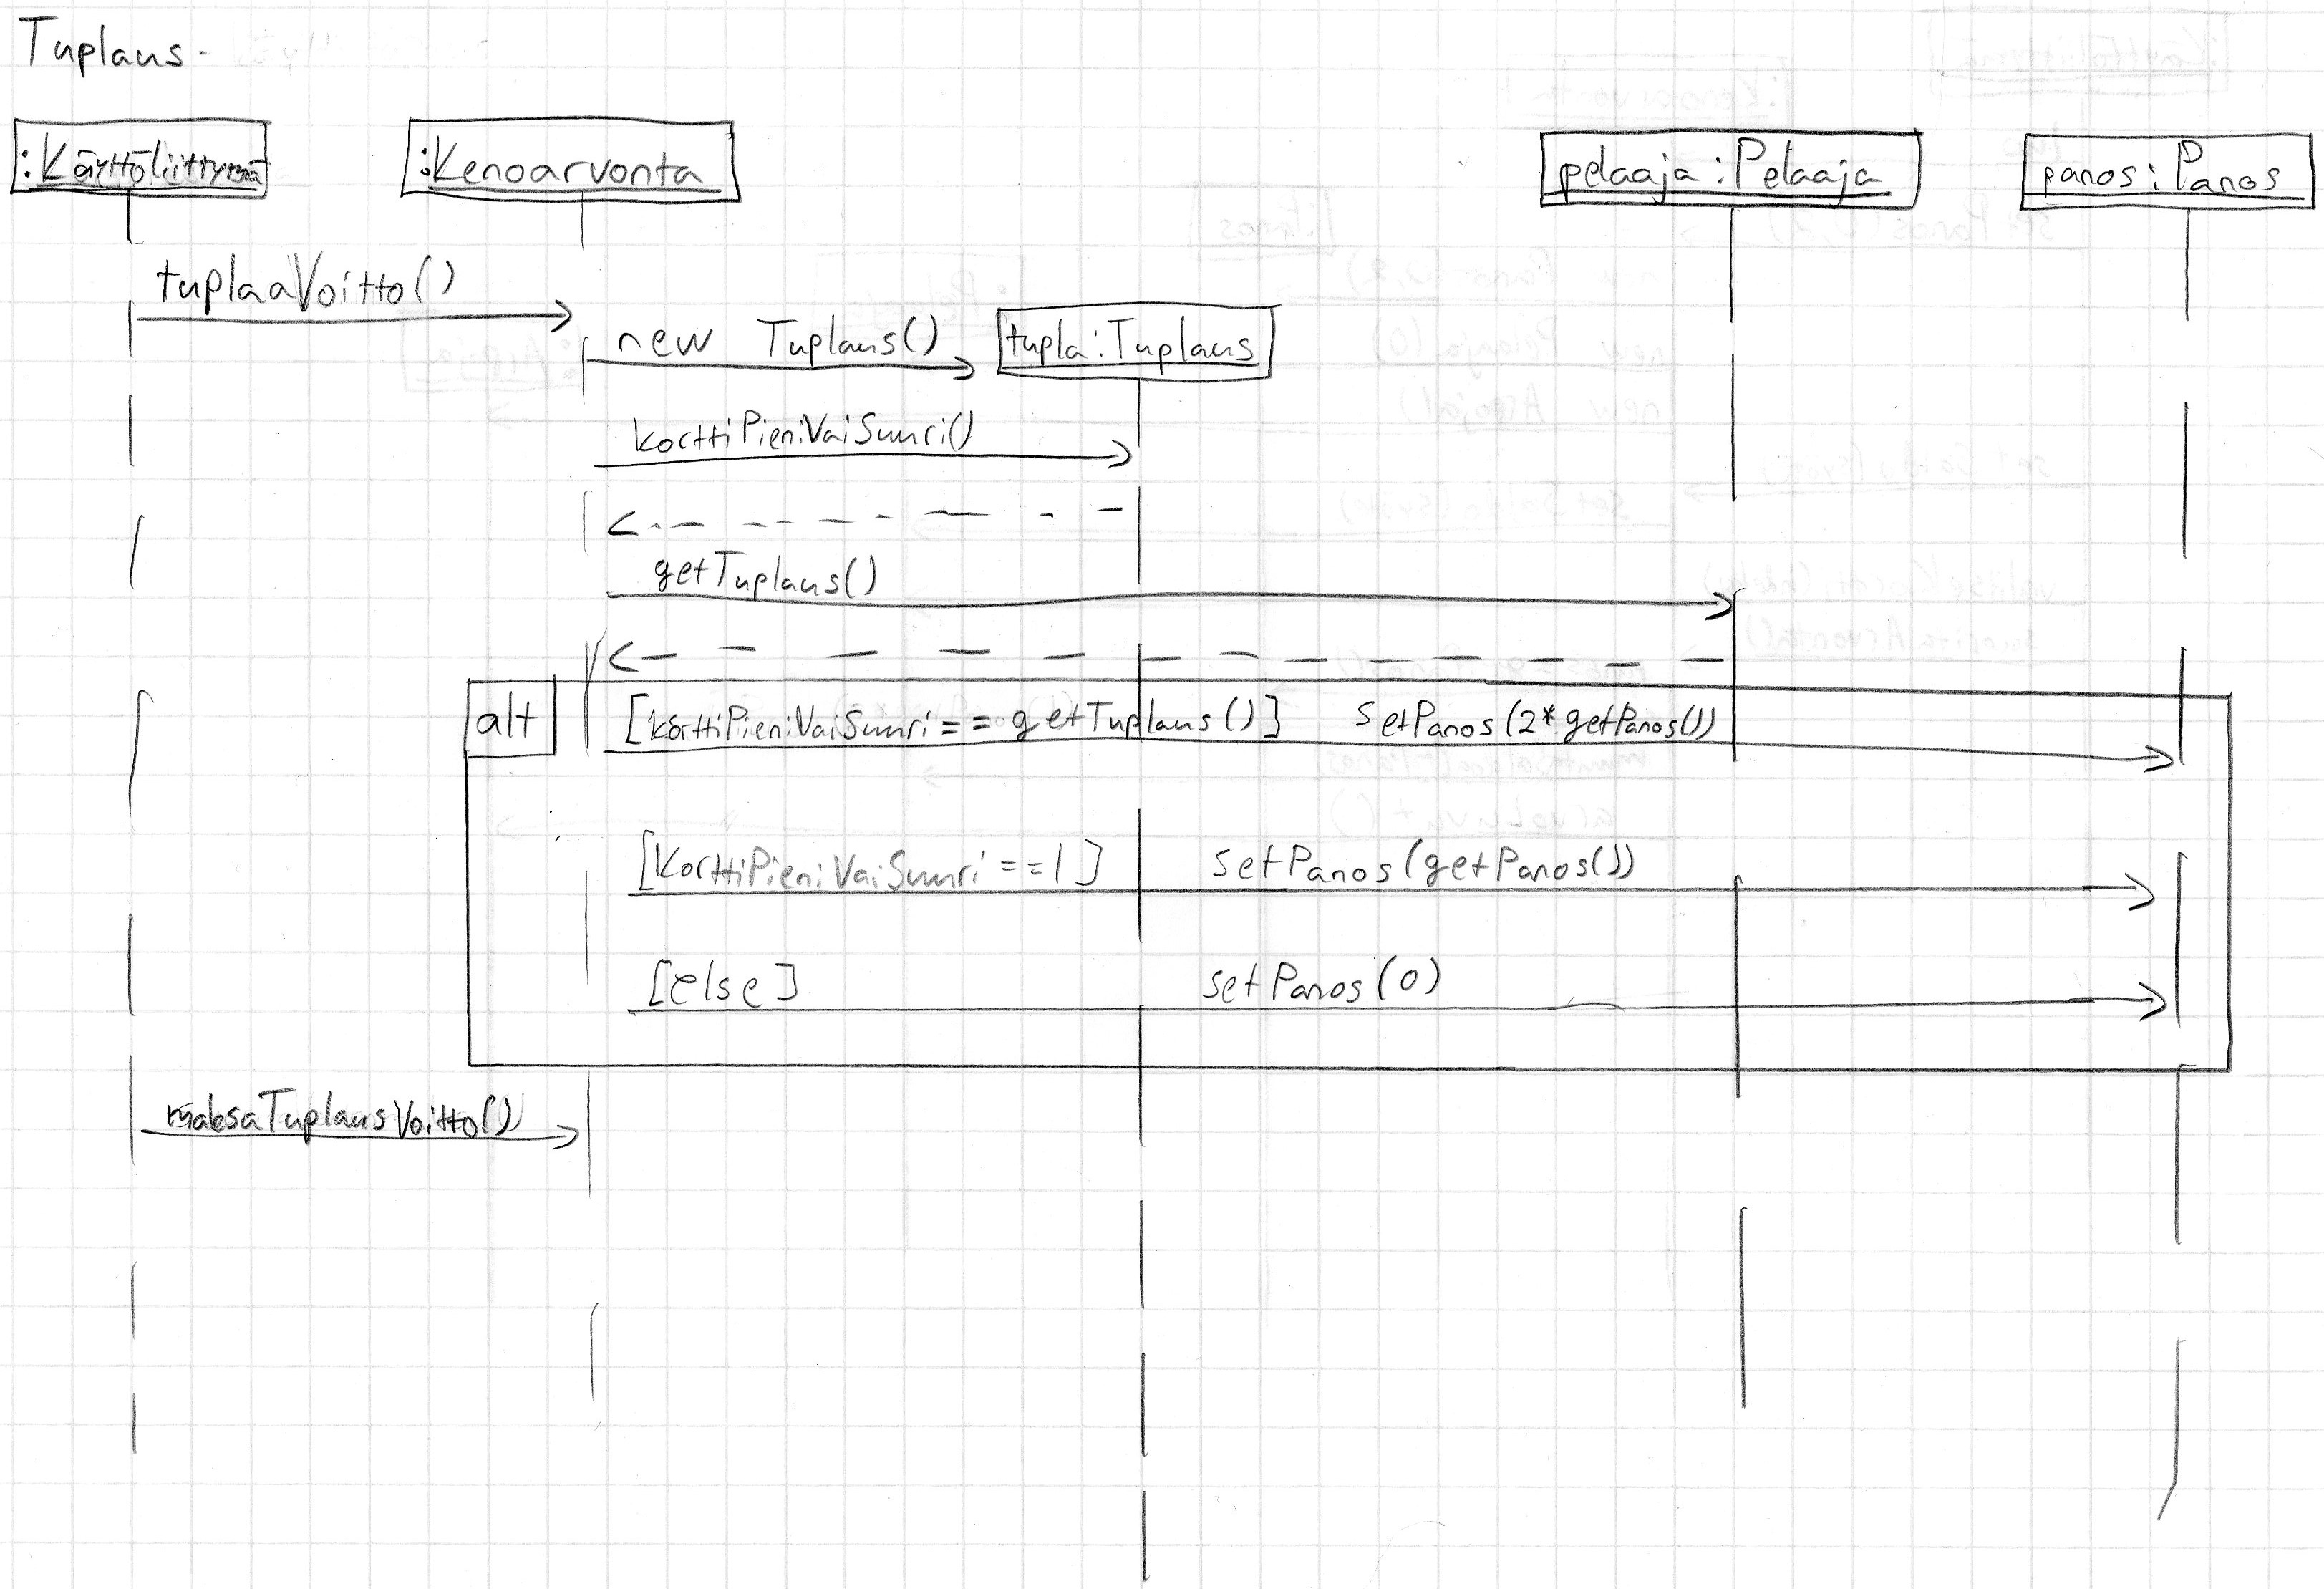 Tuplaus
:Käyttöliittymä
:Kenoarvonta
pelaaja:Pelaaja
panos:Panos
tuplaaVoitto()
new Tuplaus()
tupla:Tuplaus
korttiPieniVaiSuuri()
getTuplaus()
alt
[korttiPieniVaiSuuri==getTuplaus()] setPanos(2*getPanos())
[KorttiPieniVaiSuuri==1] setPanos(getPanos())
[else] setPanos(0)
maksaTuplausVoitto()